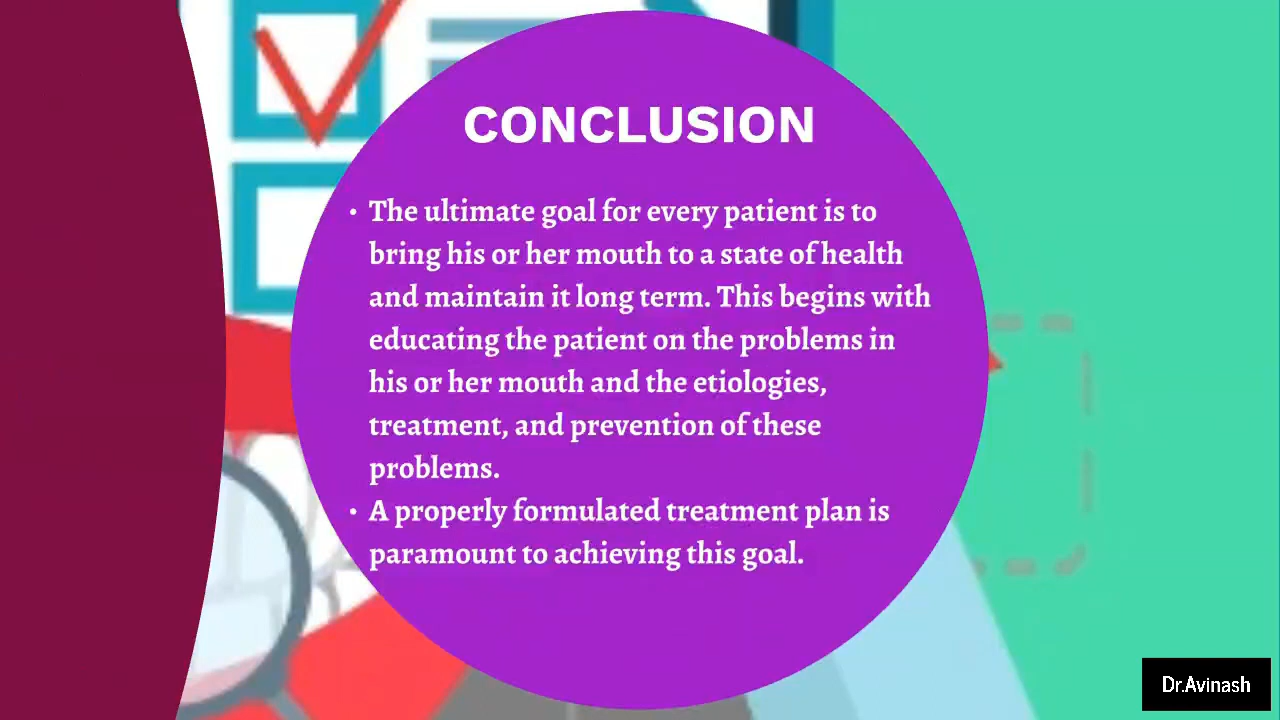 CONCLUSION
• The ultimate goal for every patient is to
bring his or her mouth to a state of health
and maintain it long term. This begins with
educating the patient on the problems in
his or her mouth and the etiologies,
treatment, and prevention of these
problems.
• A properly formulated treatment plan is
paramount to achieving this goal.
Dr.Avinash